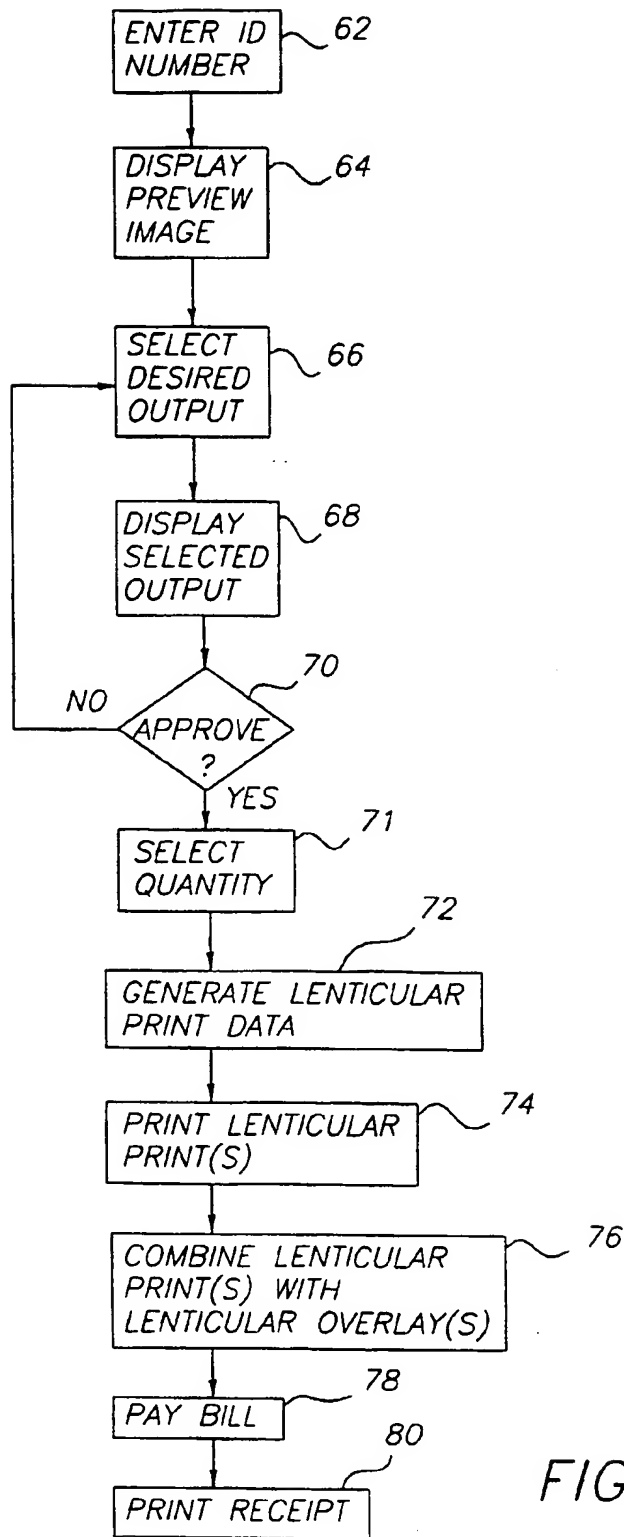 ENTER ID
NUMBER
62
DISPLAY
PREVIEW
IMAGE
64
SELECT
DESIRED
OUTPUT
66
DISPLAY
SELECTED
OUTPUT
68
70
NO
APPROVE
?
YES
71
SELECT
QUANTITY
72
GENERATE LENTICULAR
PRINT DATA
74
PRINT LENTICULAR
PRINT(S)
76
COMBINE LENTICULAR
PRINT(S) WITH
LENTICULAR OVERLAY(S)
78
PAY BILL
80
PRINT RECEIPT
FIG